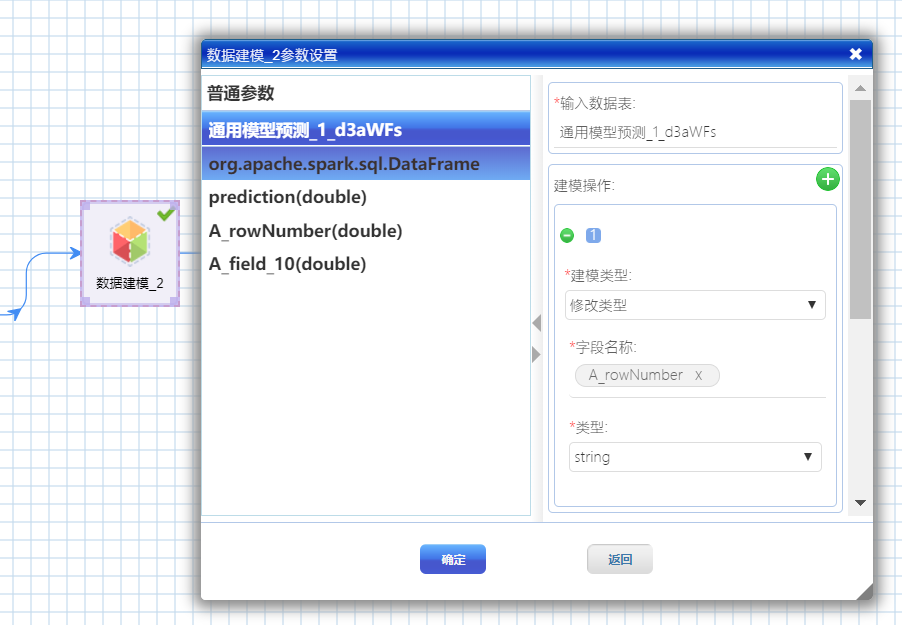 数据建模_2参数设置
普通参数
通用模型预测_1_d3aWFs
org.apache.spark.sql.DataFrame
prediction(double)
A_rowNumber(double)
A_field_10(double)
*输入数据表:
通用模型预测_1_d3aWFs
建模操作:
1
*建模类型:
修改类型
*字段名称:
A_rowNumber x
*类型:
string
确定
返回
数据建模_2